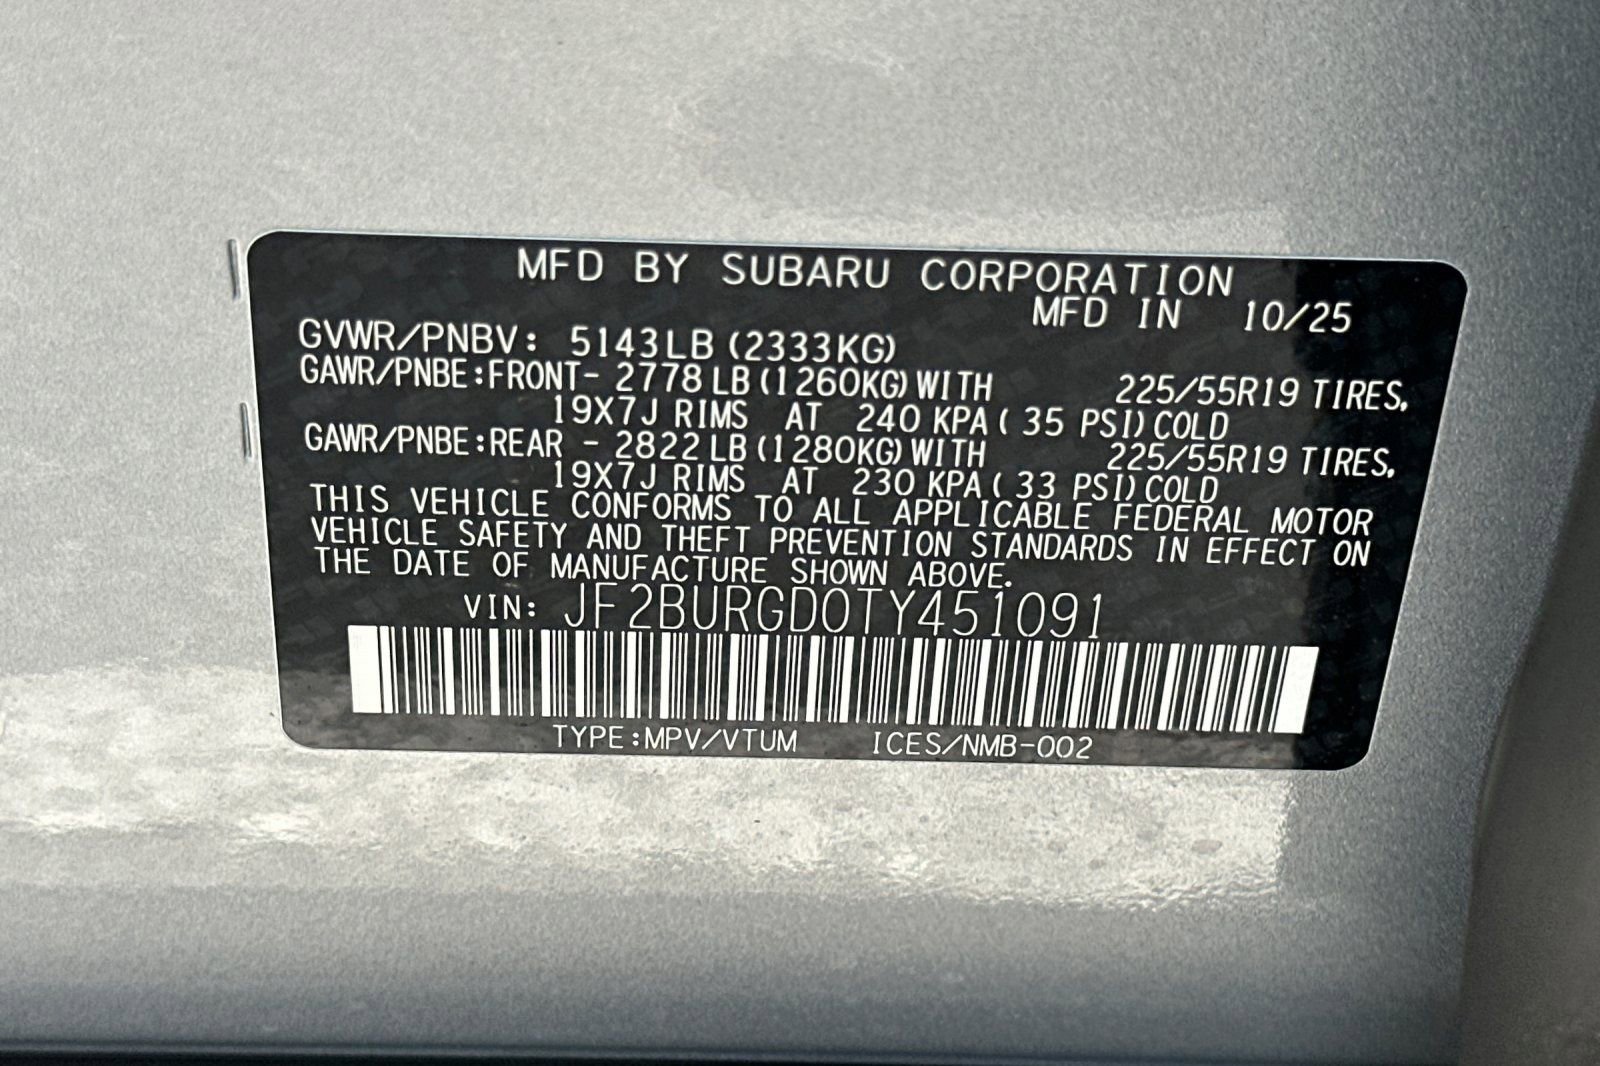 MFD BY SUBARU CORPORATION
MFD IN 10/25
GVWR/PNBV: 5143LB (2333KG)
GAWR/PNBE:FRONT- 2778 LB(1260KG)WITH 225/55R19 TIRES,
19X7J RIMS AT 240 KPA( 35 PSI)COLD
GAWR/PNBE:REAR - 2822 LB(1280KG)WITH 225/55R19 TIRES,
19X7J RIMS AT 230 KPA( 33 PSI)COLD
THIS VEHICLE CONFORMS TO ALL APPLICABLE FEDERAL MOTOR
VEHICLE SAFETY AND THEFT PREVENTION STANDARDS IN EFFECT ON
THE DATE OF MANUFACTURE SHOWN ABOVE.
VIN: JF2BURGD0TY451091
TYPE:MPV/VTUM ICES/NMB-002